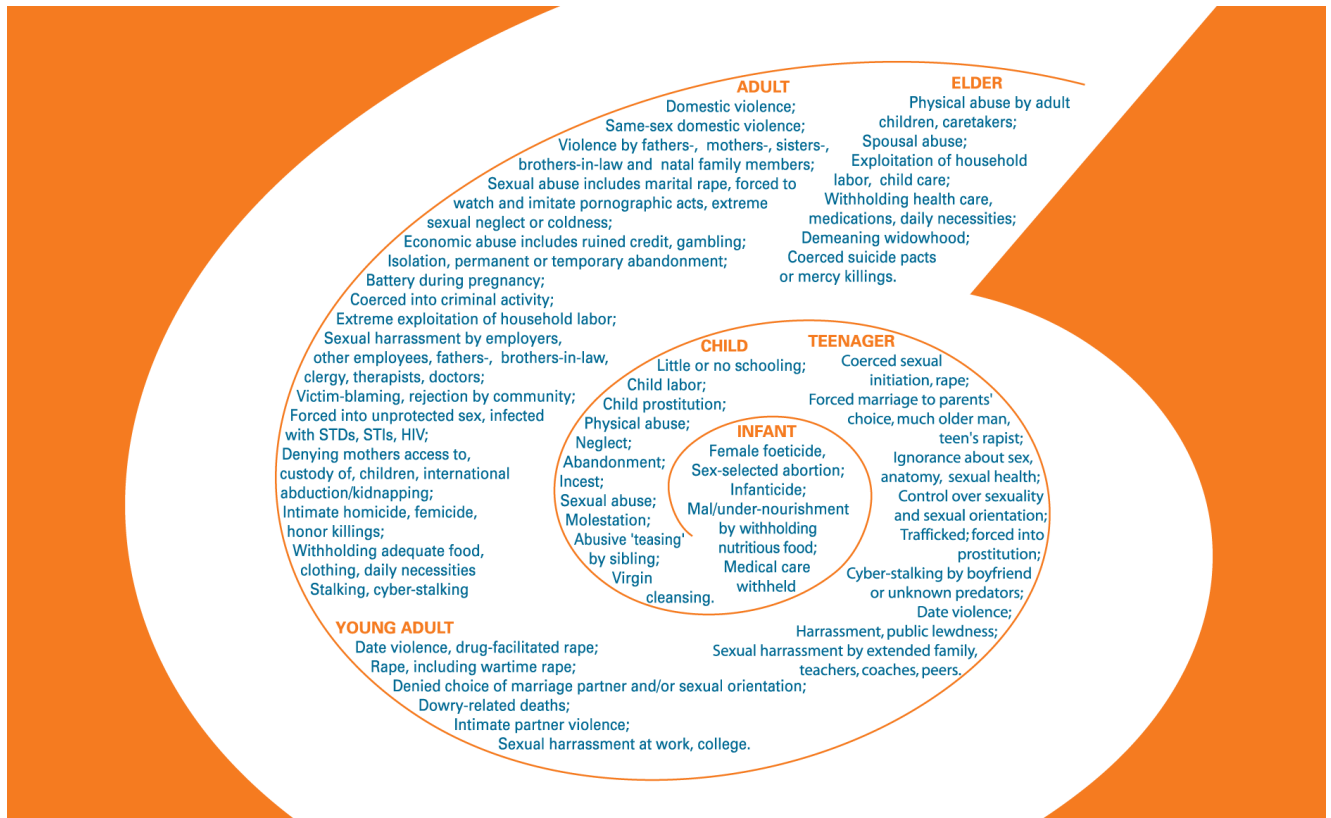 ADULT
Domestic violence;
Same-sex domestic violence;
Violence by fathers-, mothers-, sisters-,
brothers-in-law and natal family members;
Sexual abuse includes marital rape, forced to
watch and imitate pornographic acts, extreme
sexual neglect or coldness;
Economic abuse includes ruined credit, gambling;
Isolation, permanent or temporary abandonment;
Battery during pregnancy;
Coerced into criminal activity;
Extreme exploitation of household labor;
Sexual harrassment by employers,
other employees, fathers-, brothers-in-law,
clergy, therapists, doctors;
Victim-blaming, rejection by community;
Forced into unprotected sex, infected
with STDs, STIs, HIV;
Denying mothers access to,
custody of, children, international
abduction/kidnapping;
Intimate homicide, femicide,
honor killings;
Withholding adequate food,
clothing, daily necessities
Stalking, cyber-stalking
ELDER
Physical abuse by adult
children, caretakers;
Spousal abuse;
Exploitation of household
labor, child care;
Withholding health care,
medications, daily necessities;
Demeaning widowhood;
Coerced suicide pacts
or mercy killings.
CHILD
Little or no schooling;
Child labor;
Child prostitution;
Physical abuse;
Neglect;
Abandonment;
Incest;
Sexual abuse;
Molestation;
Abusive 'teasing'
by sibling;
Virgin
cleansing.
INFANT
Female foeticide,
Sex-selected abortion;
Infanticide;
Mal/under-nourishment
by withholding
nutritious food;
Medical care
withheld
TEENAGER
Coerced sexual
initiation, rape;
Forced marriage to parents'
choice, much older man,
teen's rapist;
Ignorance about sex,
anatomy, sexual health;
Control over sexuality
and sexual orientation;
Trafficked; forced into
prostitution;
Cyber-stalking by boyfriend
or unknown predators;
Date violence;
Harrassment, public lewdness;
Sexual harrassment by extended family,
teachers, coaches, peers.
YOUNG ADULT
Date violence, drug-facilitated rape;
Rape, including wartime rape;
Denied choice of marriage partner and/or sexual orientation;
Dowry-related deaths;
Intimate partner violence;
Sexual harrassment at work, college.